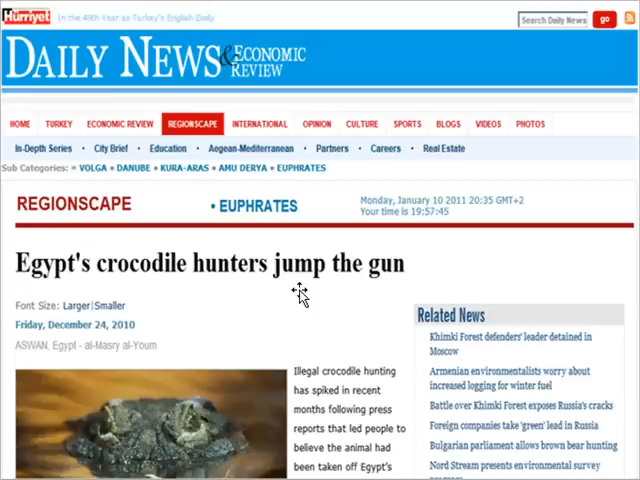 Hürriyet
In the 49th Year as Turkey's English Daily
Search Daily News
go
DAILY NEWS & ECONOMIC REVIEW
HOME TURKEY ECONOMIC REVIEW REGIONSCAPE INTERNATIONAL OPINION CULTURE SPORTS BLOGS VIDEOS PHOTOS
In-Depth Series • City Brief • Education • Aegean-Mediterranean • Partners • Careers • Real Estate
Sub Categories: = VOLGA • DANUBE • KURA-ARAS • AMU DERYA • EUPHRATES
REGIONSCAPE
• EUPHRATES
Monday, January 10 2011 20:35 GMT+2
Your time is 19:57:45
Egypt's crocodile hunters jump the gun
Font Size: Larger|Smaller
Friday, December 24, 2010
ASWAN, Egypt - al-Masry al-Youm
Illegal crocodile hunting
has spiked in recent
months following press
reports that led people to
believe the animal had
been taken off Egypt's
Related News
Khimki Forest defenders' leader detained in
Moscow
Armenian environmentalists worry about
increased logging for winter fuel
Battle over Khimki Forest exposes Russia's cracks
Foreign companies take 'green' lead in Russia
Bulgarian parliament allows brown bear hunting
Nord Stream presents environmental survey